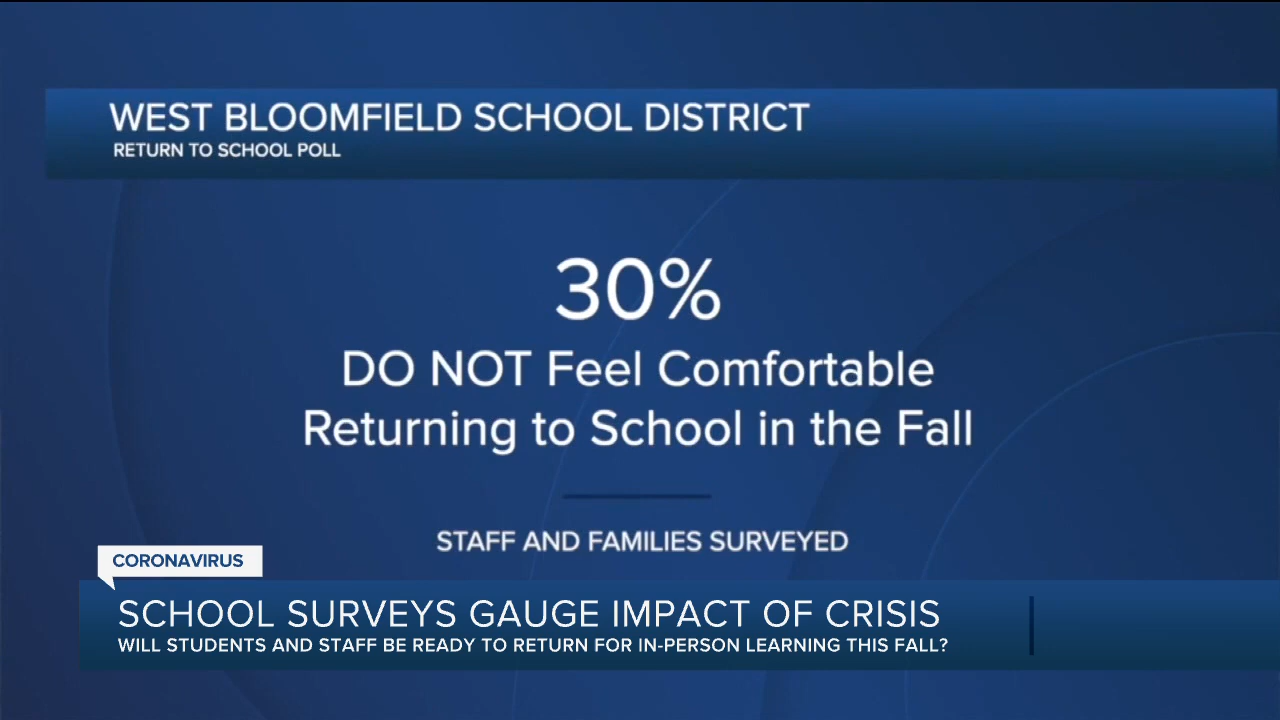 WEST BLOOMFIELD SCHOOL DISTRICT
RETURN TO SCHOOL POLL
30%
DO NOT Feel Comfortable
Returning to School in the Fall
STAFF AND FAMILIES SURVEYED
CORONAVIRUS
SCHOOL SURVEYS GAUGE IMPACT OF CRISIS
WILL STUDENTS AND STAFF BE READY TO RETURN FOR IN-PERSON LEARNING THIS FALL?